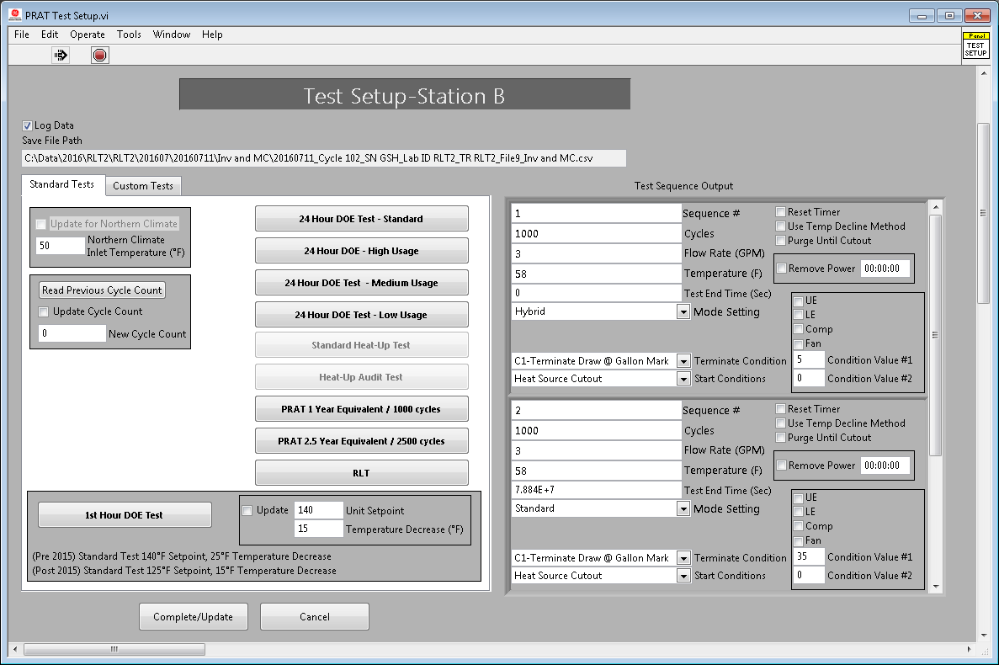 PRAT Test Setup.vi
File Edit Operate Tools Window Help
Panel
TEST
SETUP
Test Setup-Station B
Log Data
Save File Path
C:\Data\2016\RLT2\RLT2\201607\20160711\Inv and MC\20160711_Cycle 102_SN GSH_Lab ID RLT2_TR RLT2_File9_Inv and MC.csv
Standard Tests Custom Tests
Update for Northern Climate
50 Northern Climate
Inlet Temperature (°F)
Read Previous Cycle Count
Update Cycle Count
0 New Cycle Count
24 Hour DOE Test - Standard
24 Hour DOE - High Usage
24 Hour DOE Test - Medium Usage
24 Hour DOE Test - Low Usage
Standard Heat-Up Test
Heat-Up Audit Test
PRAT 1 Year Equivalent / 1000 cycles
PRAT 2.5 Year Equivalent / 2500 cycles
RLT
1st Hour DOE Test
Update 140 Unit Setpoint
15 Temperature Decrease (°F)
(Pre 2015) Standard Test 140°F Setpoint, 25°F Temperature Decrease
(Post 2015) Standard Test 125°F Setpoint, 15°F Temperature Decrease
Complete/Update Cancel
Test Sequence Output
1 Sequence #
1000 Cycles
3 Flow Rate (GPM)
58 Temperature (F)
0 Test End Time (Sec)
Hybrid Mode Setting
C1-Terminate Draw @ Gallon Mark Terminate Condition
Heat Source Cutout Start Conditions
Reset Timer
Use Temp Decline Method
Purge Until Cutout
Remove Power 00:00:00
UE
LE
Comp
Fan
5 Condition Value #1
0 Condition Value #2
2 Sequence #
1000 Cycles
3 Flow Rate (GPM)
58 Temperature (F)
7.884E+7 Test End Time (Sec)
Standard Mode Setting
C1-Terminate Draw @ Gallon Mark Terminate Condition
Heat Source Cutout Start Conditions
Reset Timer
Use Temp Decline Method
Purge Until Cutout
Remove Power 00:00:00
UE
LE
Comp
Fan
35 Condition Value #1
0 Condition Value #2